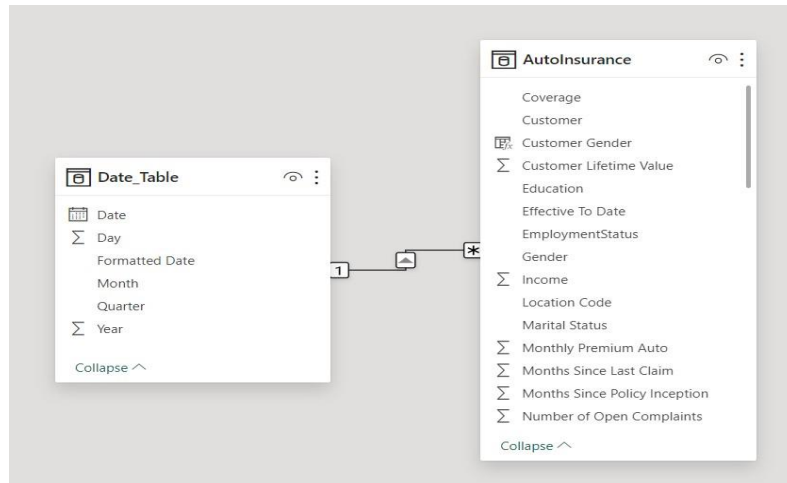 Date_Table
Date
Day
Formatted Date
Month
Quarter
Year
Collapse
1
*
AutoInsurance
Coverage
Customer
Customer Gender
Customer Lifetime Value
Education
Effective To Date
EmploymentStatus
Gender
Income
Location Code
Marital Status
Monthly Premium Auto
Months Since Last Claim
Months Since Policy Inception
Number of Open Complaints
Collapse